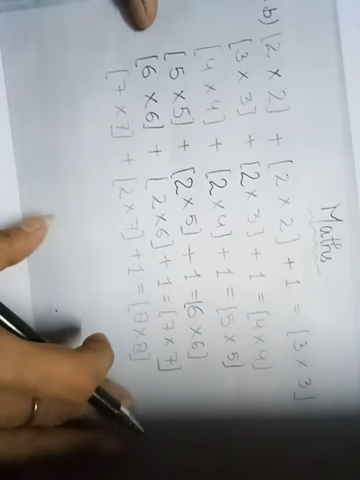 Maths
b) [2 × 2] + [2 × 2] + 1 = [3 × 3]
[3 × 3] + [2 × 3] + 1 = [4 × 4]
[4 × 4] + [2 × 4] + 1 = [5 × 5]
[5 × 5] + [2 × 5] + 1 = [6 × 6]
[6 × 6] + [2 × 6] + 1 = [7 × 7]
[7 × 7] + [2 × 7] + 1 = [8 × 8]